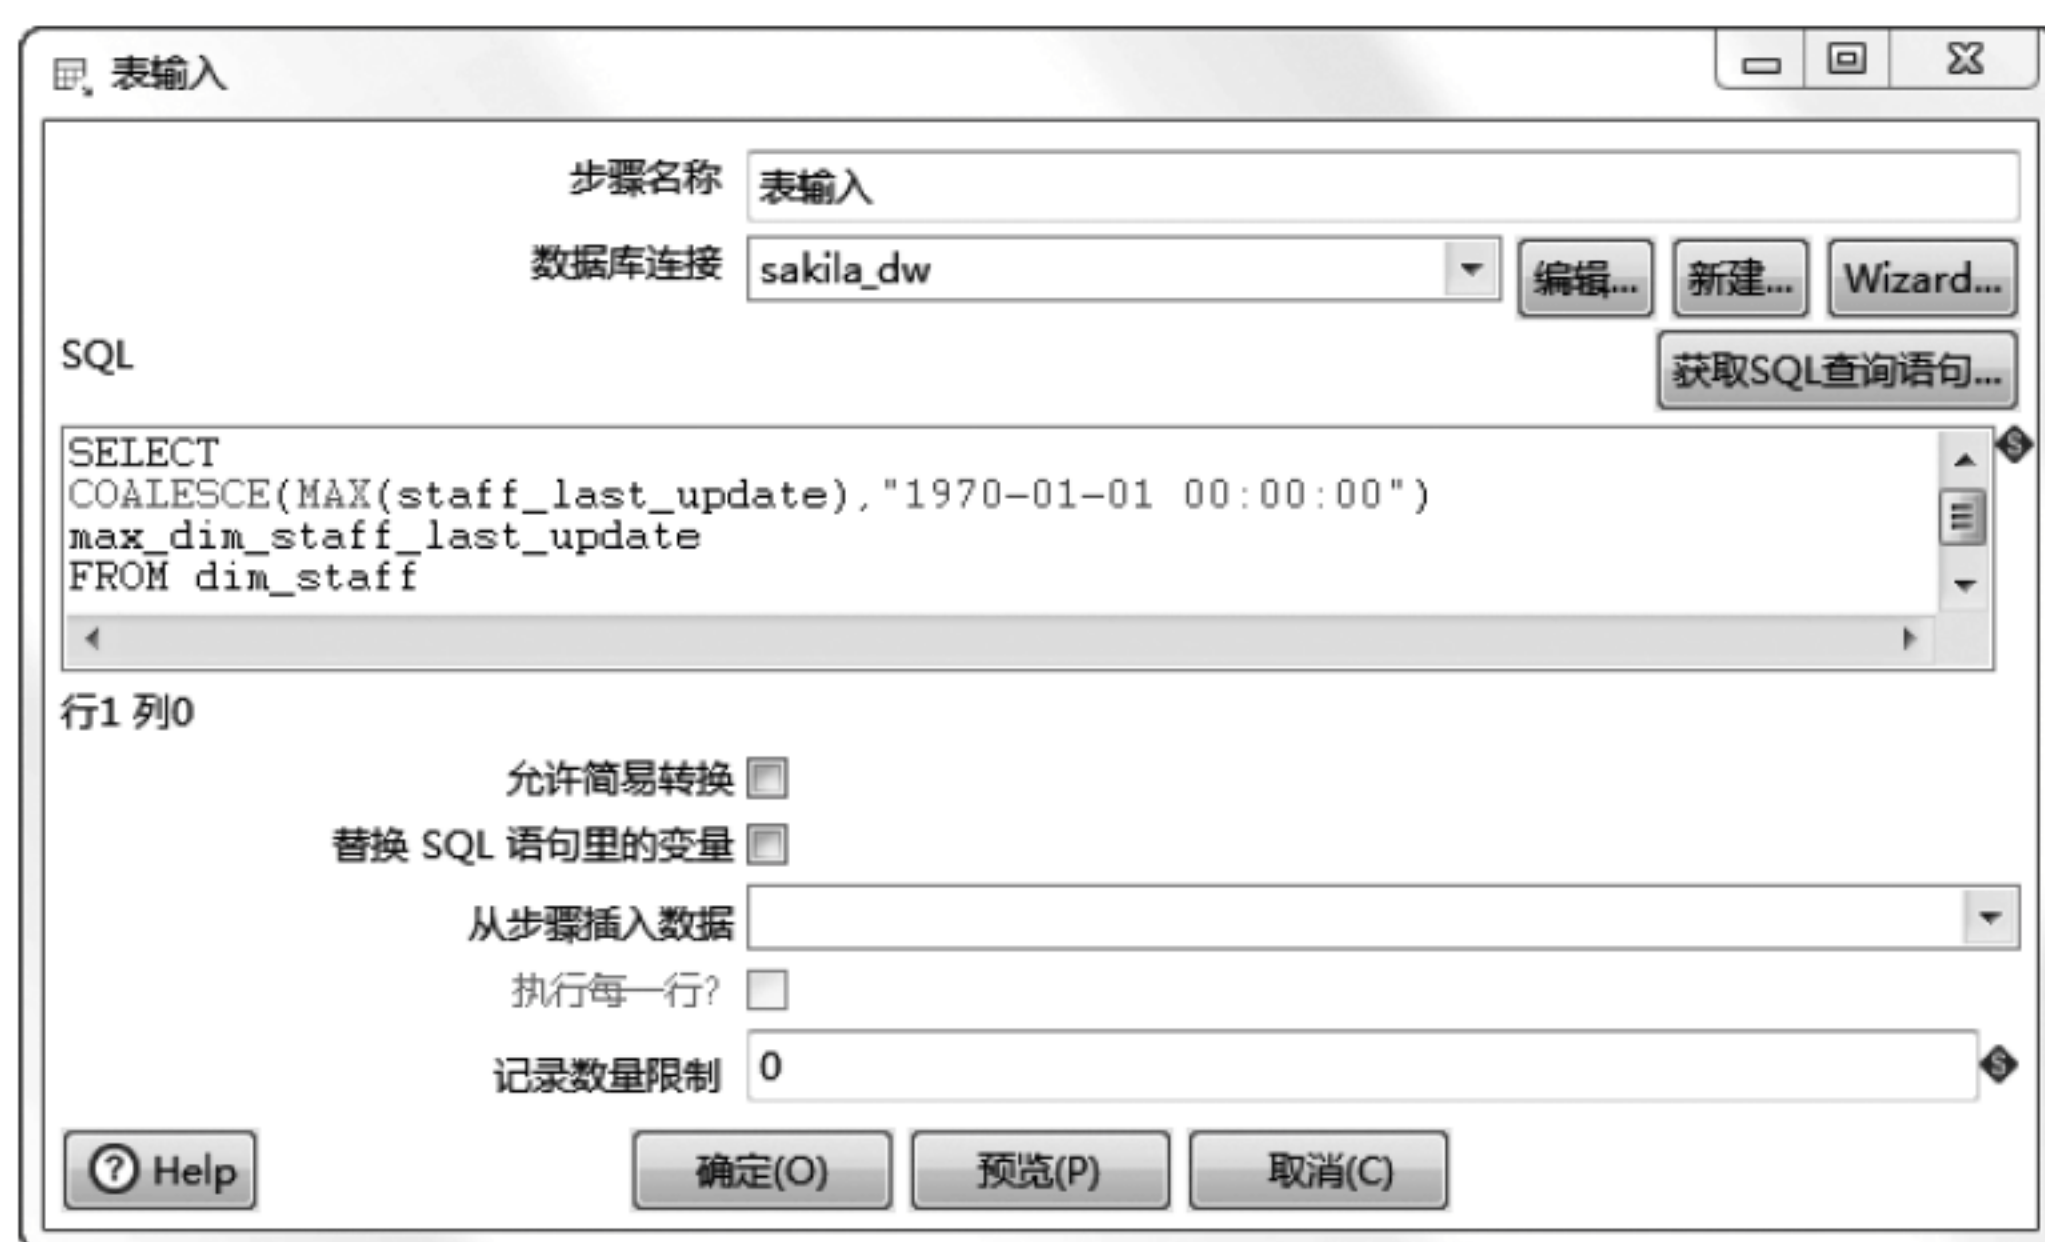 表输入
步骤名称 表输入
数据库连接 sakila_dw 编辑... 新建... Wizard...
SQL 获取SQL查询语句...
SELECT
COALESCE(MAX(staff_last_update),"1970-01-01 00:00:00")
max_dim_staff_last_update
FROM dim_staff
行1 列0
允许简易转换
替换 SQL 语句里的变量
从步骤插入数据
执行每一行?
记录数量限制 0
Help 确定(O) 预览(P) 取消(C)